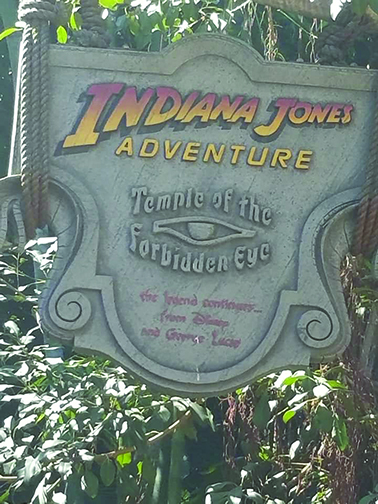 INDIANA JONES
ADVENTURE
Temple of the
Forbidden Eye
the legend continues...
from Disney
and George Lucas